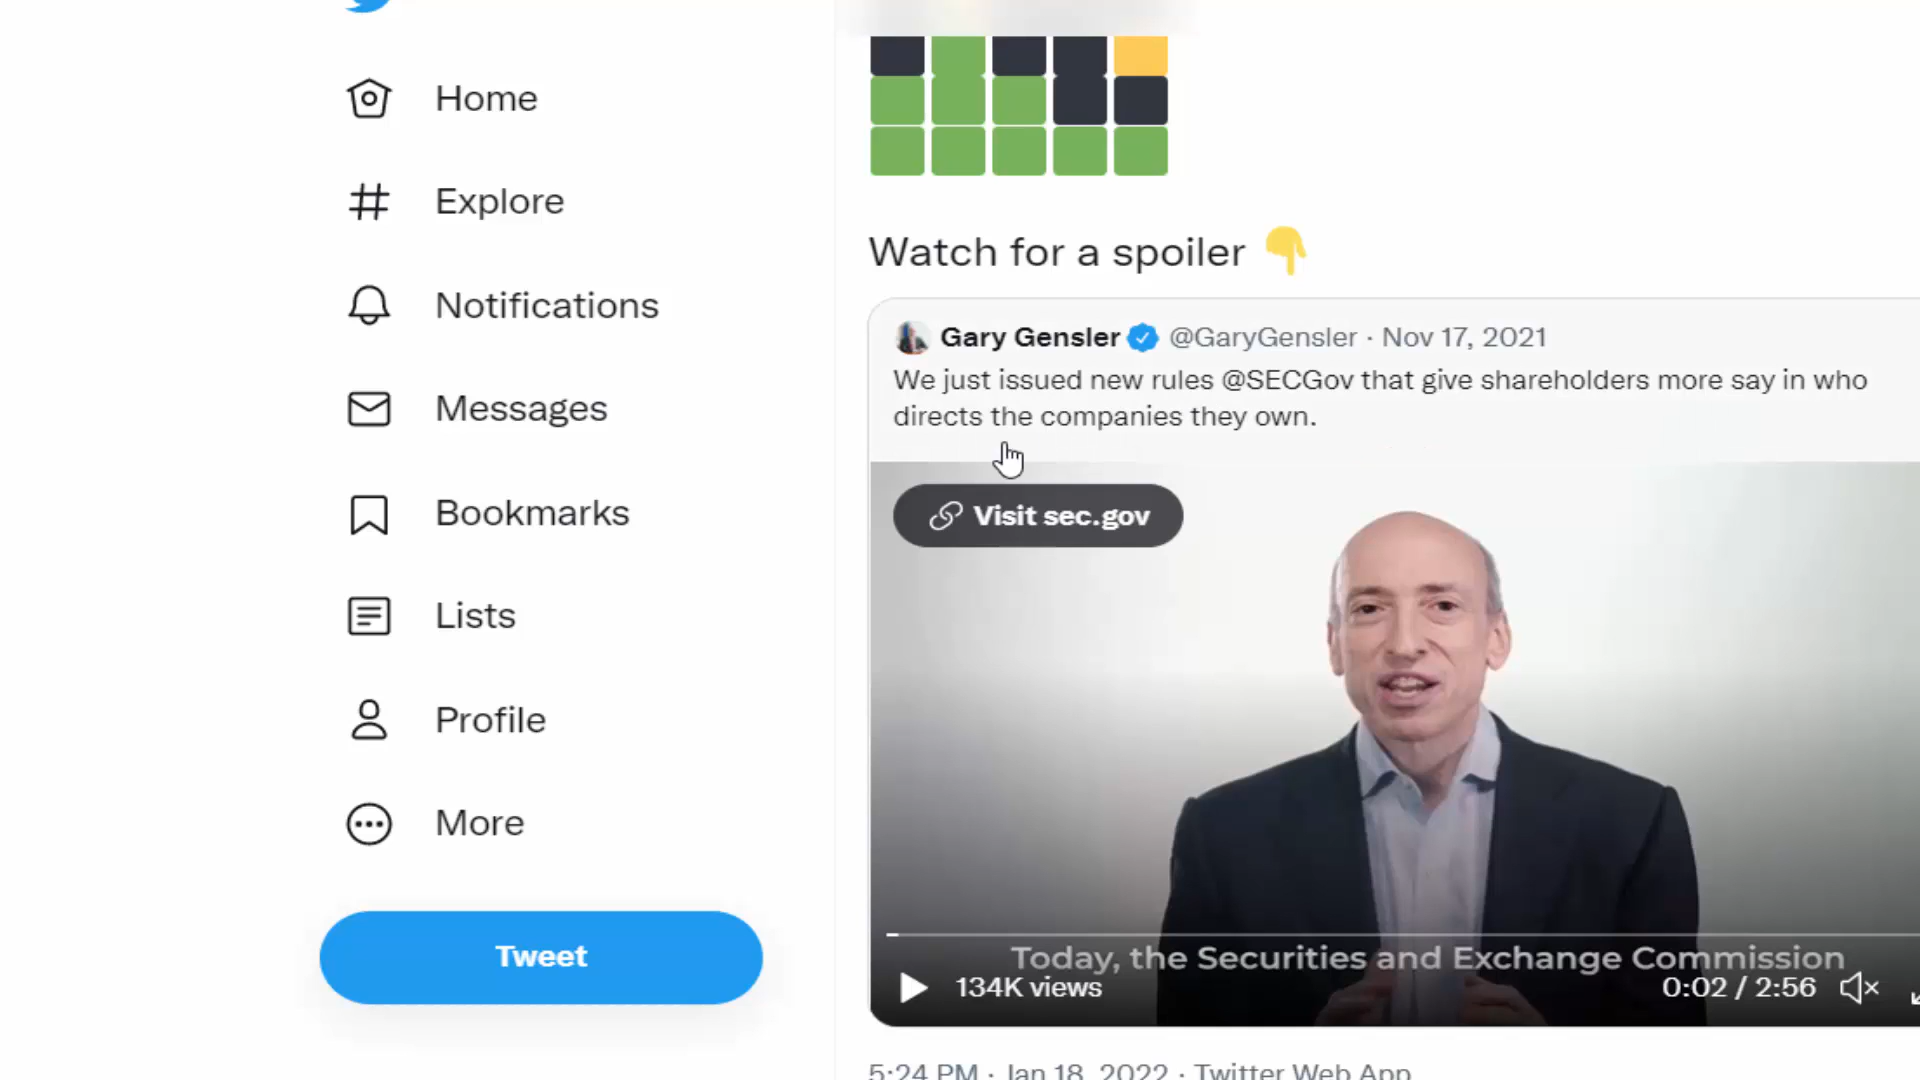 Home
Explore
Notifications
Messages
Bookmarks
Lists
Profile
More
Tweet
Watch for a spoiler 👇
Gary Gensler @GaryGensler · Nov 17, 2021
We just issued new rules @SECGov that give shareholders more say in who
directs the companies they own.
Visit sec.gov
Today, the Securities and Exchange Commission
134K views
0:02 / 2:56
5:24 PM · Jan 18, 2022 · Twitter Web App